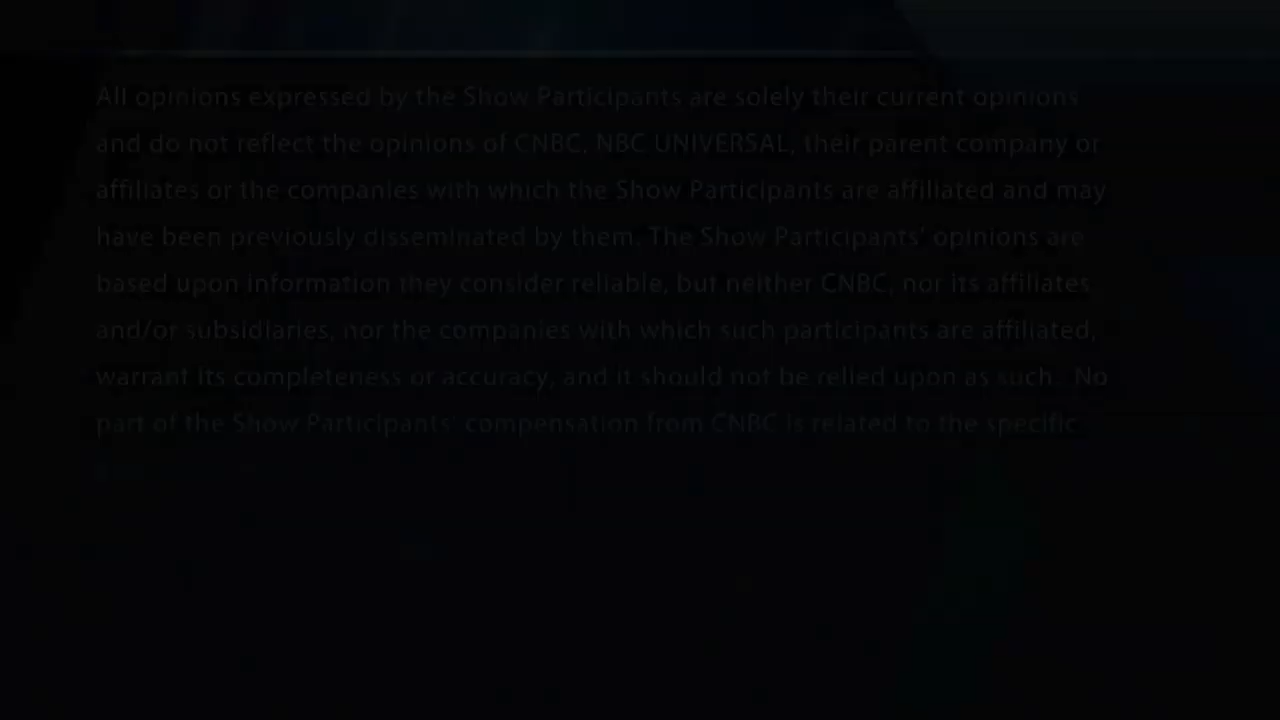 All opinions expressed by the Show Participants are solely their current opinions
and do not reflect the opinions of CNBC, NBC UNIVERSAL, their parent company or
affiliates or the companies with which the Show Participants are affiliated and may
have been previously disseminated by them. The Show Participants' opinions are
based upon information they consider reliable, but neither CNBC, nor its affiliates
and/or subsidiaries, nor the companies with which such participants are affiliated,
warrant its completeness or accuracy, and it should not be relied upon as such. No
part of the Show Participants' compensation from CNBC is related to the specific